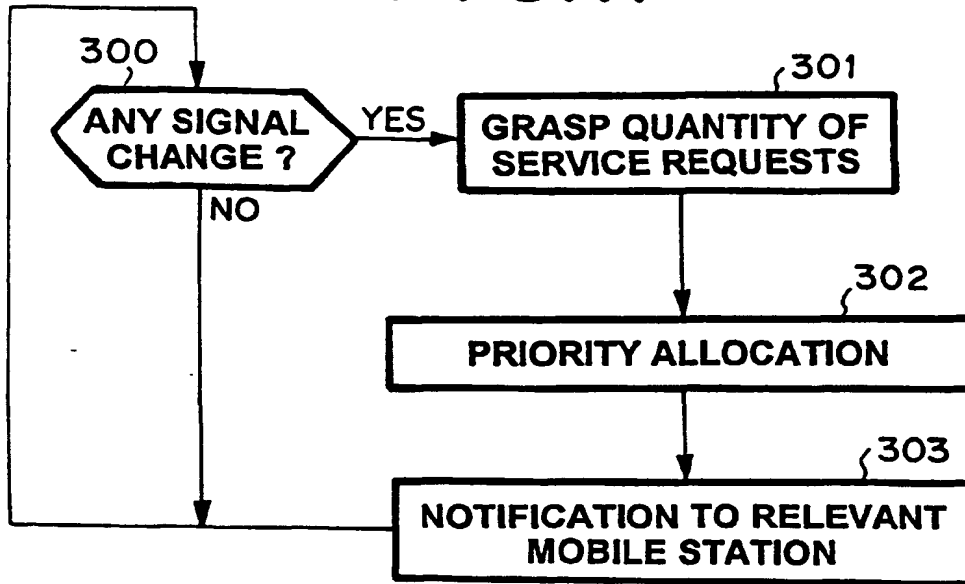 300
ANY SIGNAL
CHANGE ?
YES
NO
301
GRASP QUANTITY OF
SERVICE REQUESTS
302
PRIORITY ALLOCATION
303
NOTIFICATION TO RELEVANT
MOBILE STATION